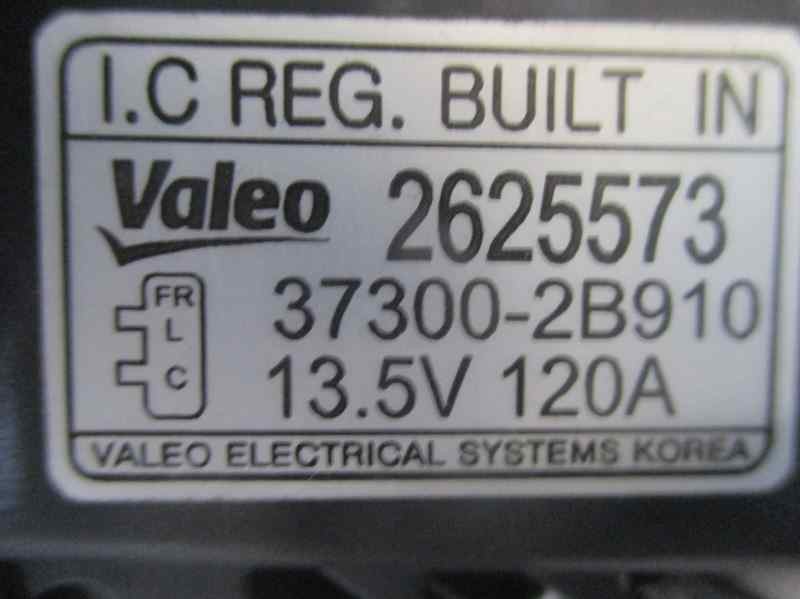 I.C REG. BUILT IN
Valeo 2625573
FR
37300-2B910
L
C
13.5V 120A
VALEO ELECTRICAL SYSTEMS KOREA